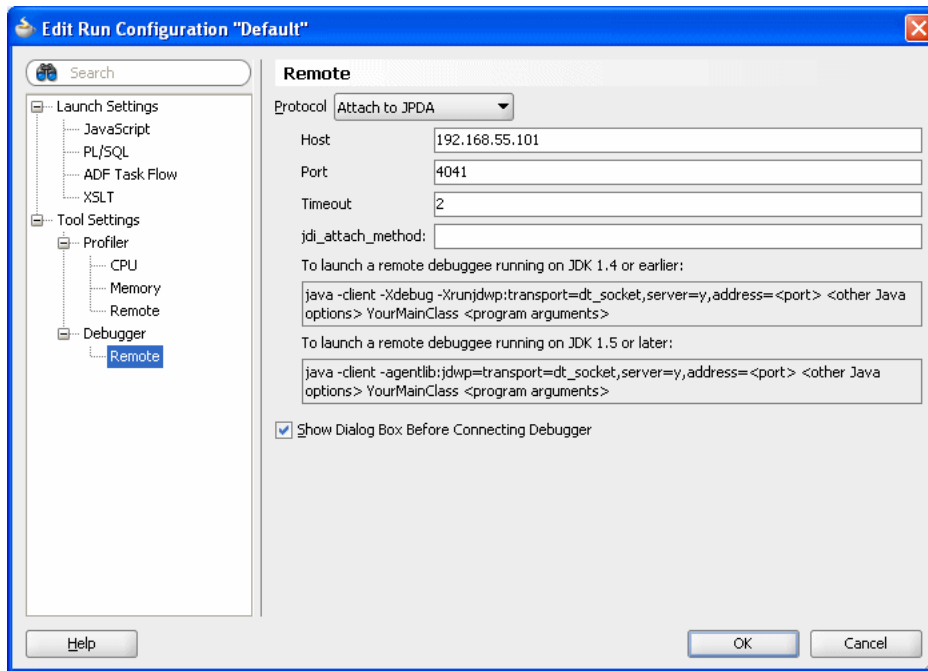 Edit Run Configuration "Default"
Search
Launch Settings
JavaScript
PL/SQL
ADF Task Flow
XSLT
Tool Settings
Profiler
CPU
Memory
Remote
Debugger
Remote
Remote
Protocol Attach to JPDA
Host 192.168.55.101
Port 4041
Timeout 2
jdi_attach_method:
To launch a remote debuggee running on JDK 1.4 or earlier:
java -client -Xdebug -Xrunjdwp:transport=dt_socket,server=y,address=<port> <other Java
options> YourMainClass <program arguments>
To launch a remote debuggee running on JDK 1.5 or later:
java -client -agentlib:jdwp=transport=dt_socket,server=y,address=<port> <other Java
options> YourMainClass <program arguments>
Show Dialog Box Before Connecting Debugger
Help
OK
Cancel